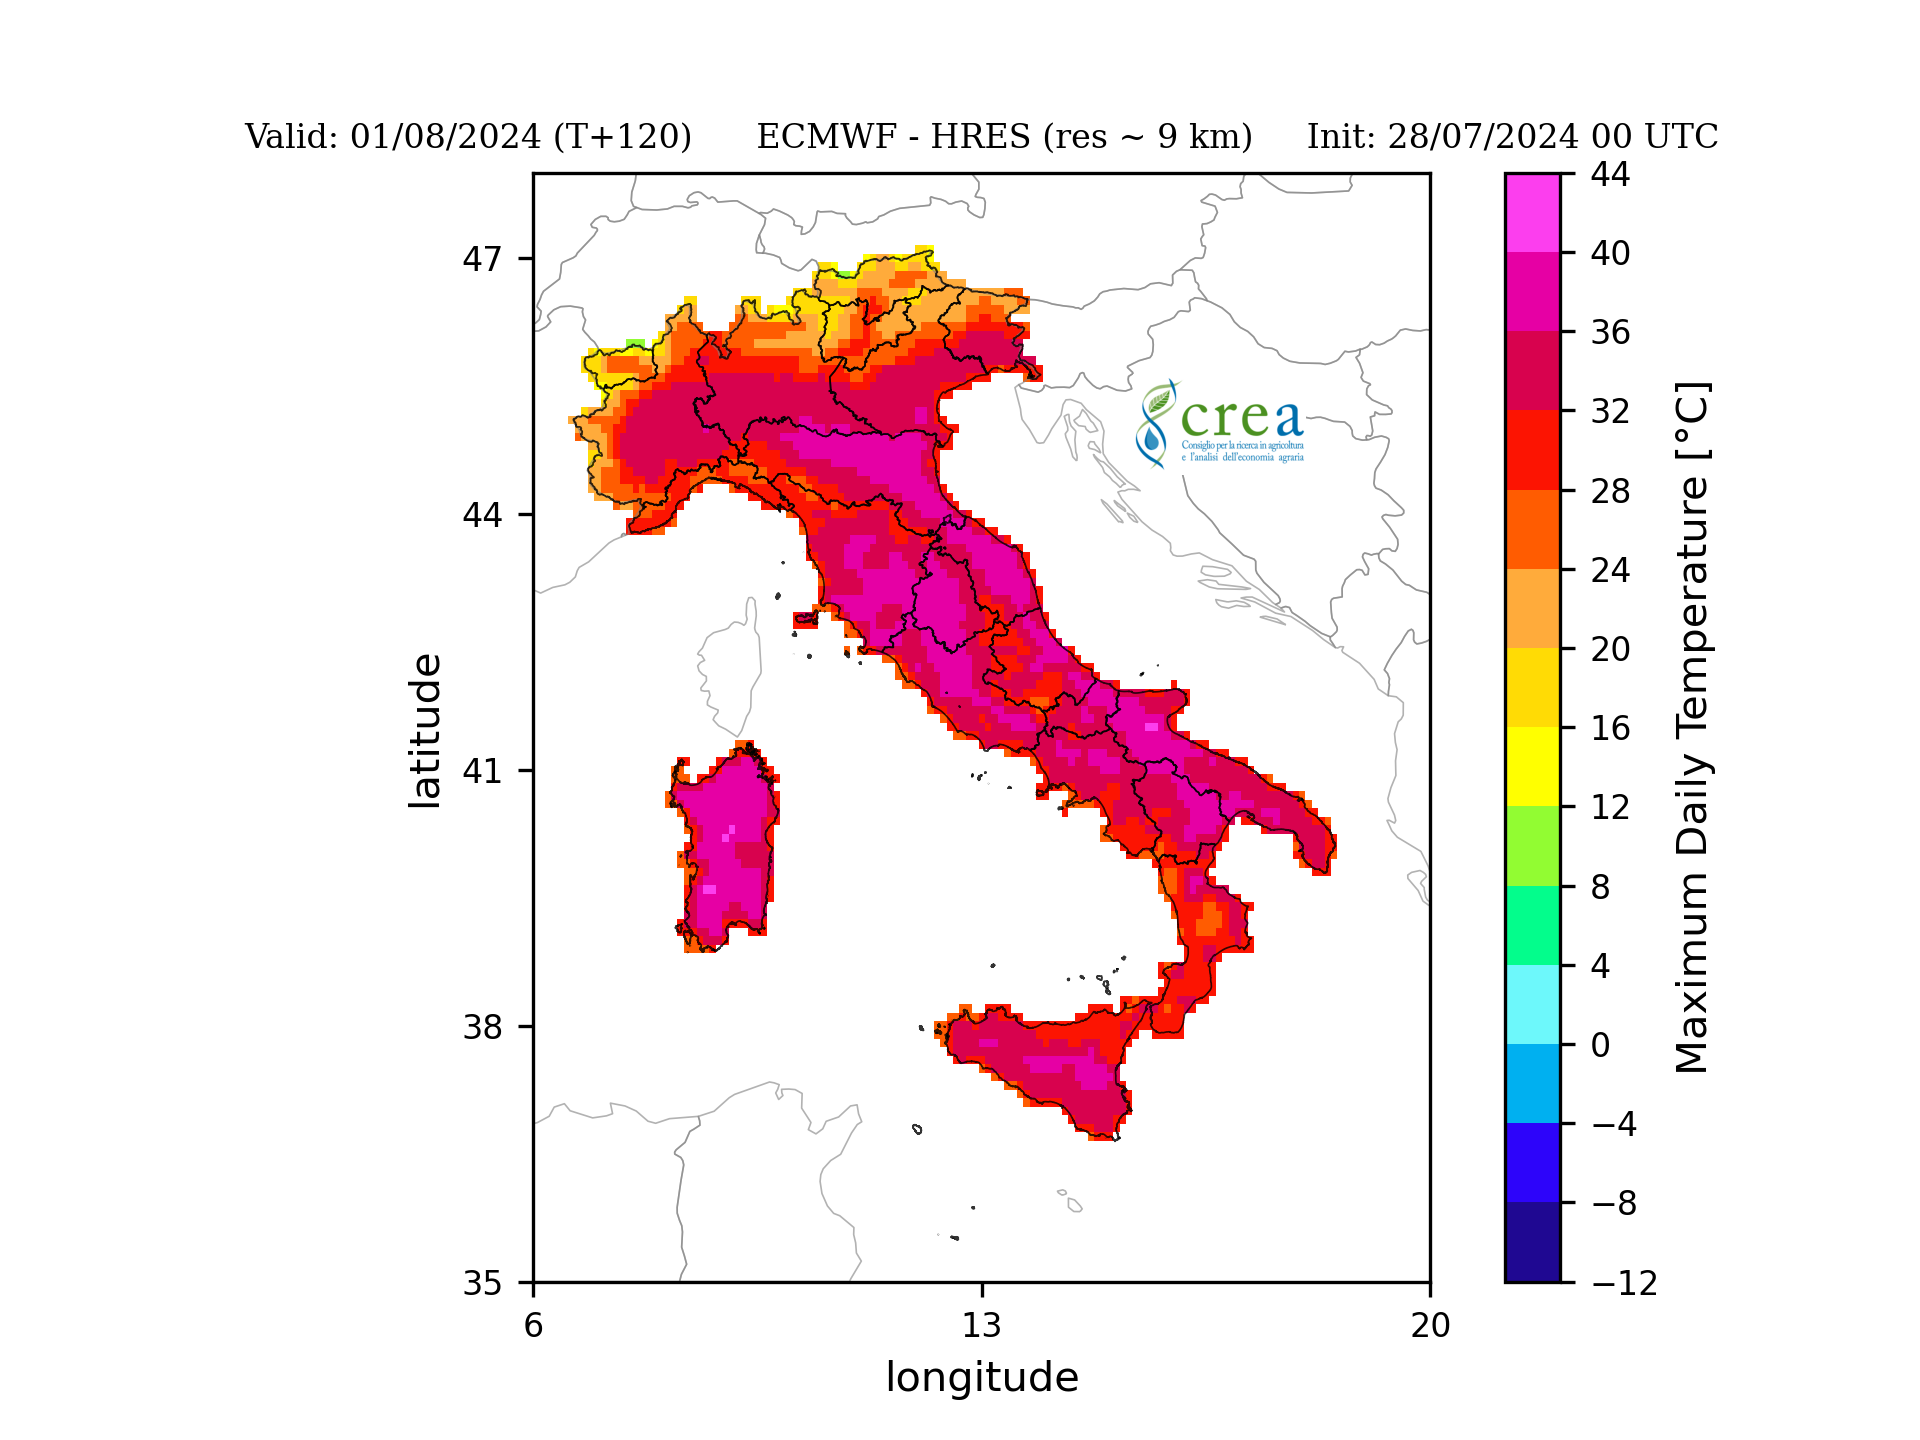 Valid: 01/08/2024 (T+120) ECMWF - HRES (res ~ 9 km) Init: 28/07/2024 00 UTC
47
44
41
38
35
6 13 20
latitude
longitude
crea
Consiglio per la ricerca in agricoltura
e l'analisi dell'economia agraria
44
40
36
32
28
24
20
16
12
8
4
0
−4
−8
−12
Maximum Daily Temperature [°C]